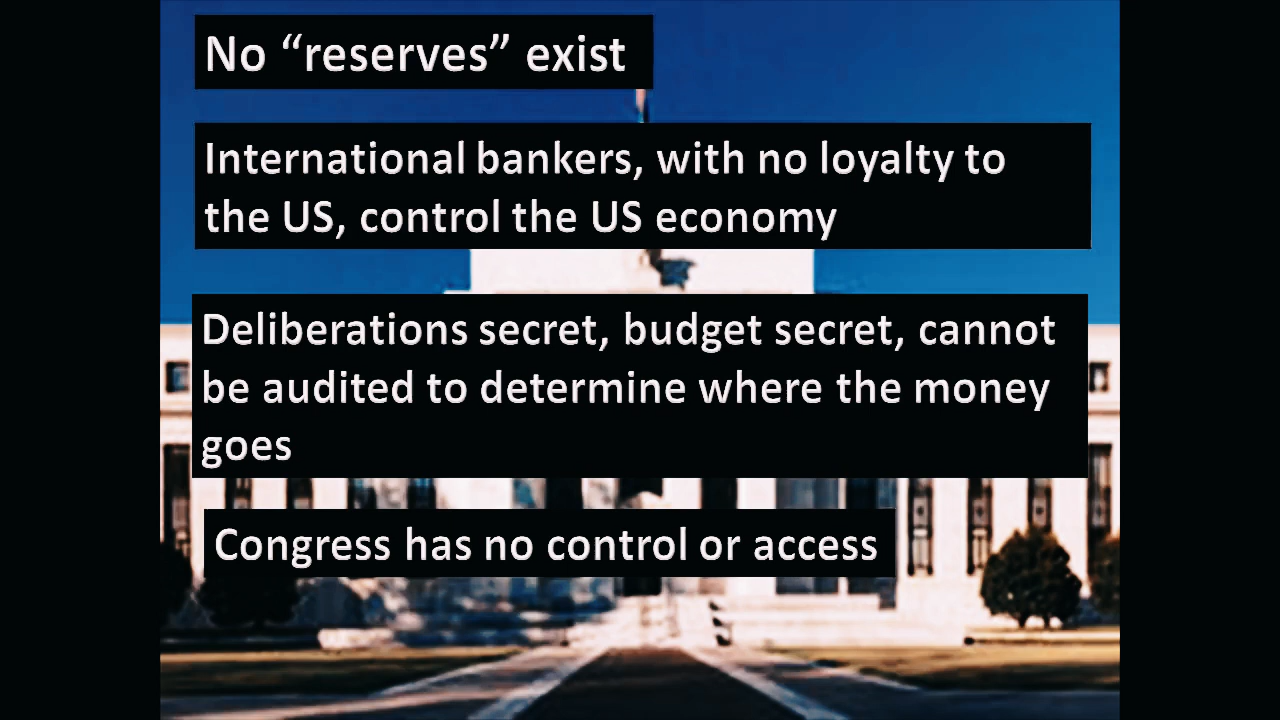 No “reserves” exist
International bankers, with no loyalty to
the US, control the US economy
Deliberations secret, budget secret, cannot
be audited to determine where the money
goes
Congress has no control or access